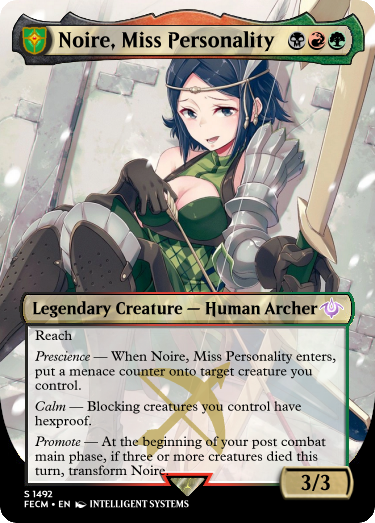 Noire, Miss Personality
Legendary Creature — Human Archer
Reach
Prescience — When Noire, Miss Personality enters,
put a menace counter onto target creature you
control.
Calm — Blocking creatures you control have
hexproof.
Promote — At the beginning of your post combat
main phase, if three or more creatures died this
turn, transform Noire.
3/3
S 1492
FECM • EN INTELLIGENT SYSTEMS